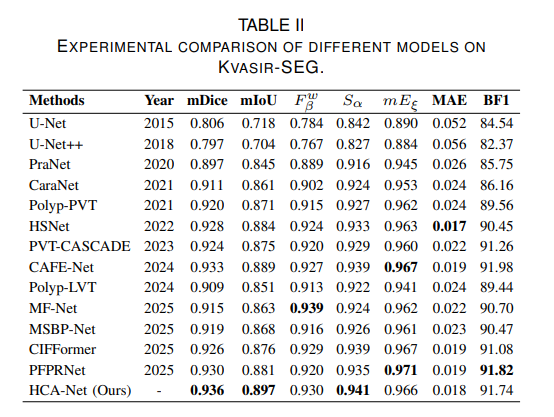 TABLE II
EXPERIMENTAL COMPARISON OF DIFFERENT MODELS ON
KVASIR-SEG.
Methods Year mDice mIoU F_β^w S_α mE_ξ MAE BF1
U-Net 2015 0.806 0.718 0.784 0.842 0.890 0.052 84.54
U-Net++ 2018 0.797 0.704 0.767 0.827 0.884 0.056 82.37
PraNet 2020 0.897 0.845 0.889 0.916 0.945 0.026 85.75
CaraNet 2021 0.911 0.861 0.902 0.924 0.953 0.024 86.16
Polyp-PVT 2021 0.920 0.871 0.915 0.927 0.962 0.024 89.56
HSNet 2022 0.928 0.884 0.924 0.933 0.963 0.017 90.45
PVT-CASCADE 2023 0.924 0.875 0.920 0.929 0.960 0.022 91.26
CAFE-Net 2024 0.933 0.889 0.927 0.939 0.967 0.019 91.98
Polyp-LVT 2024 0.909 0.851 0.913 0.922 0.941 0.024 89.44
MF-Net 2025 0.915 0.863 0.939 0.924 0.962 0.022 90.70
MSBP-Net 2025 0.919 0.868 0.916 0.926 0.961 0.023 90.47
CIFFormer 2025 0.926 0.876 0.929 0.939 0.967 0.019 91.08
PFPRNet 2025 0.930 0.881 0.920 0.935 0.971 0.019 91.82
HCA-Net (Ours) - 0.936 0.897 0.930 0.941 0.966 0.018 91.74